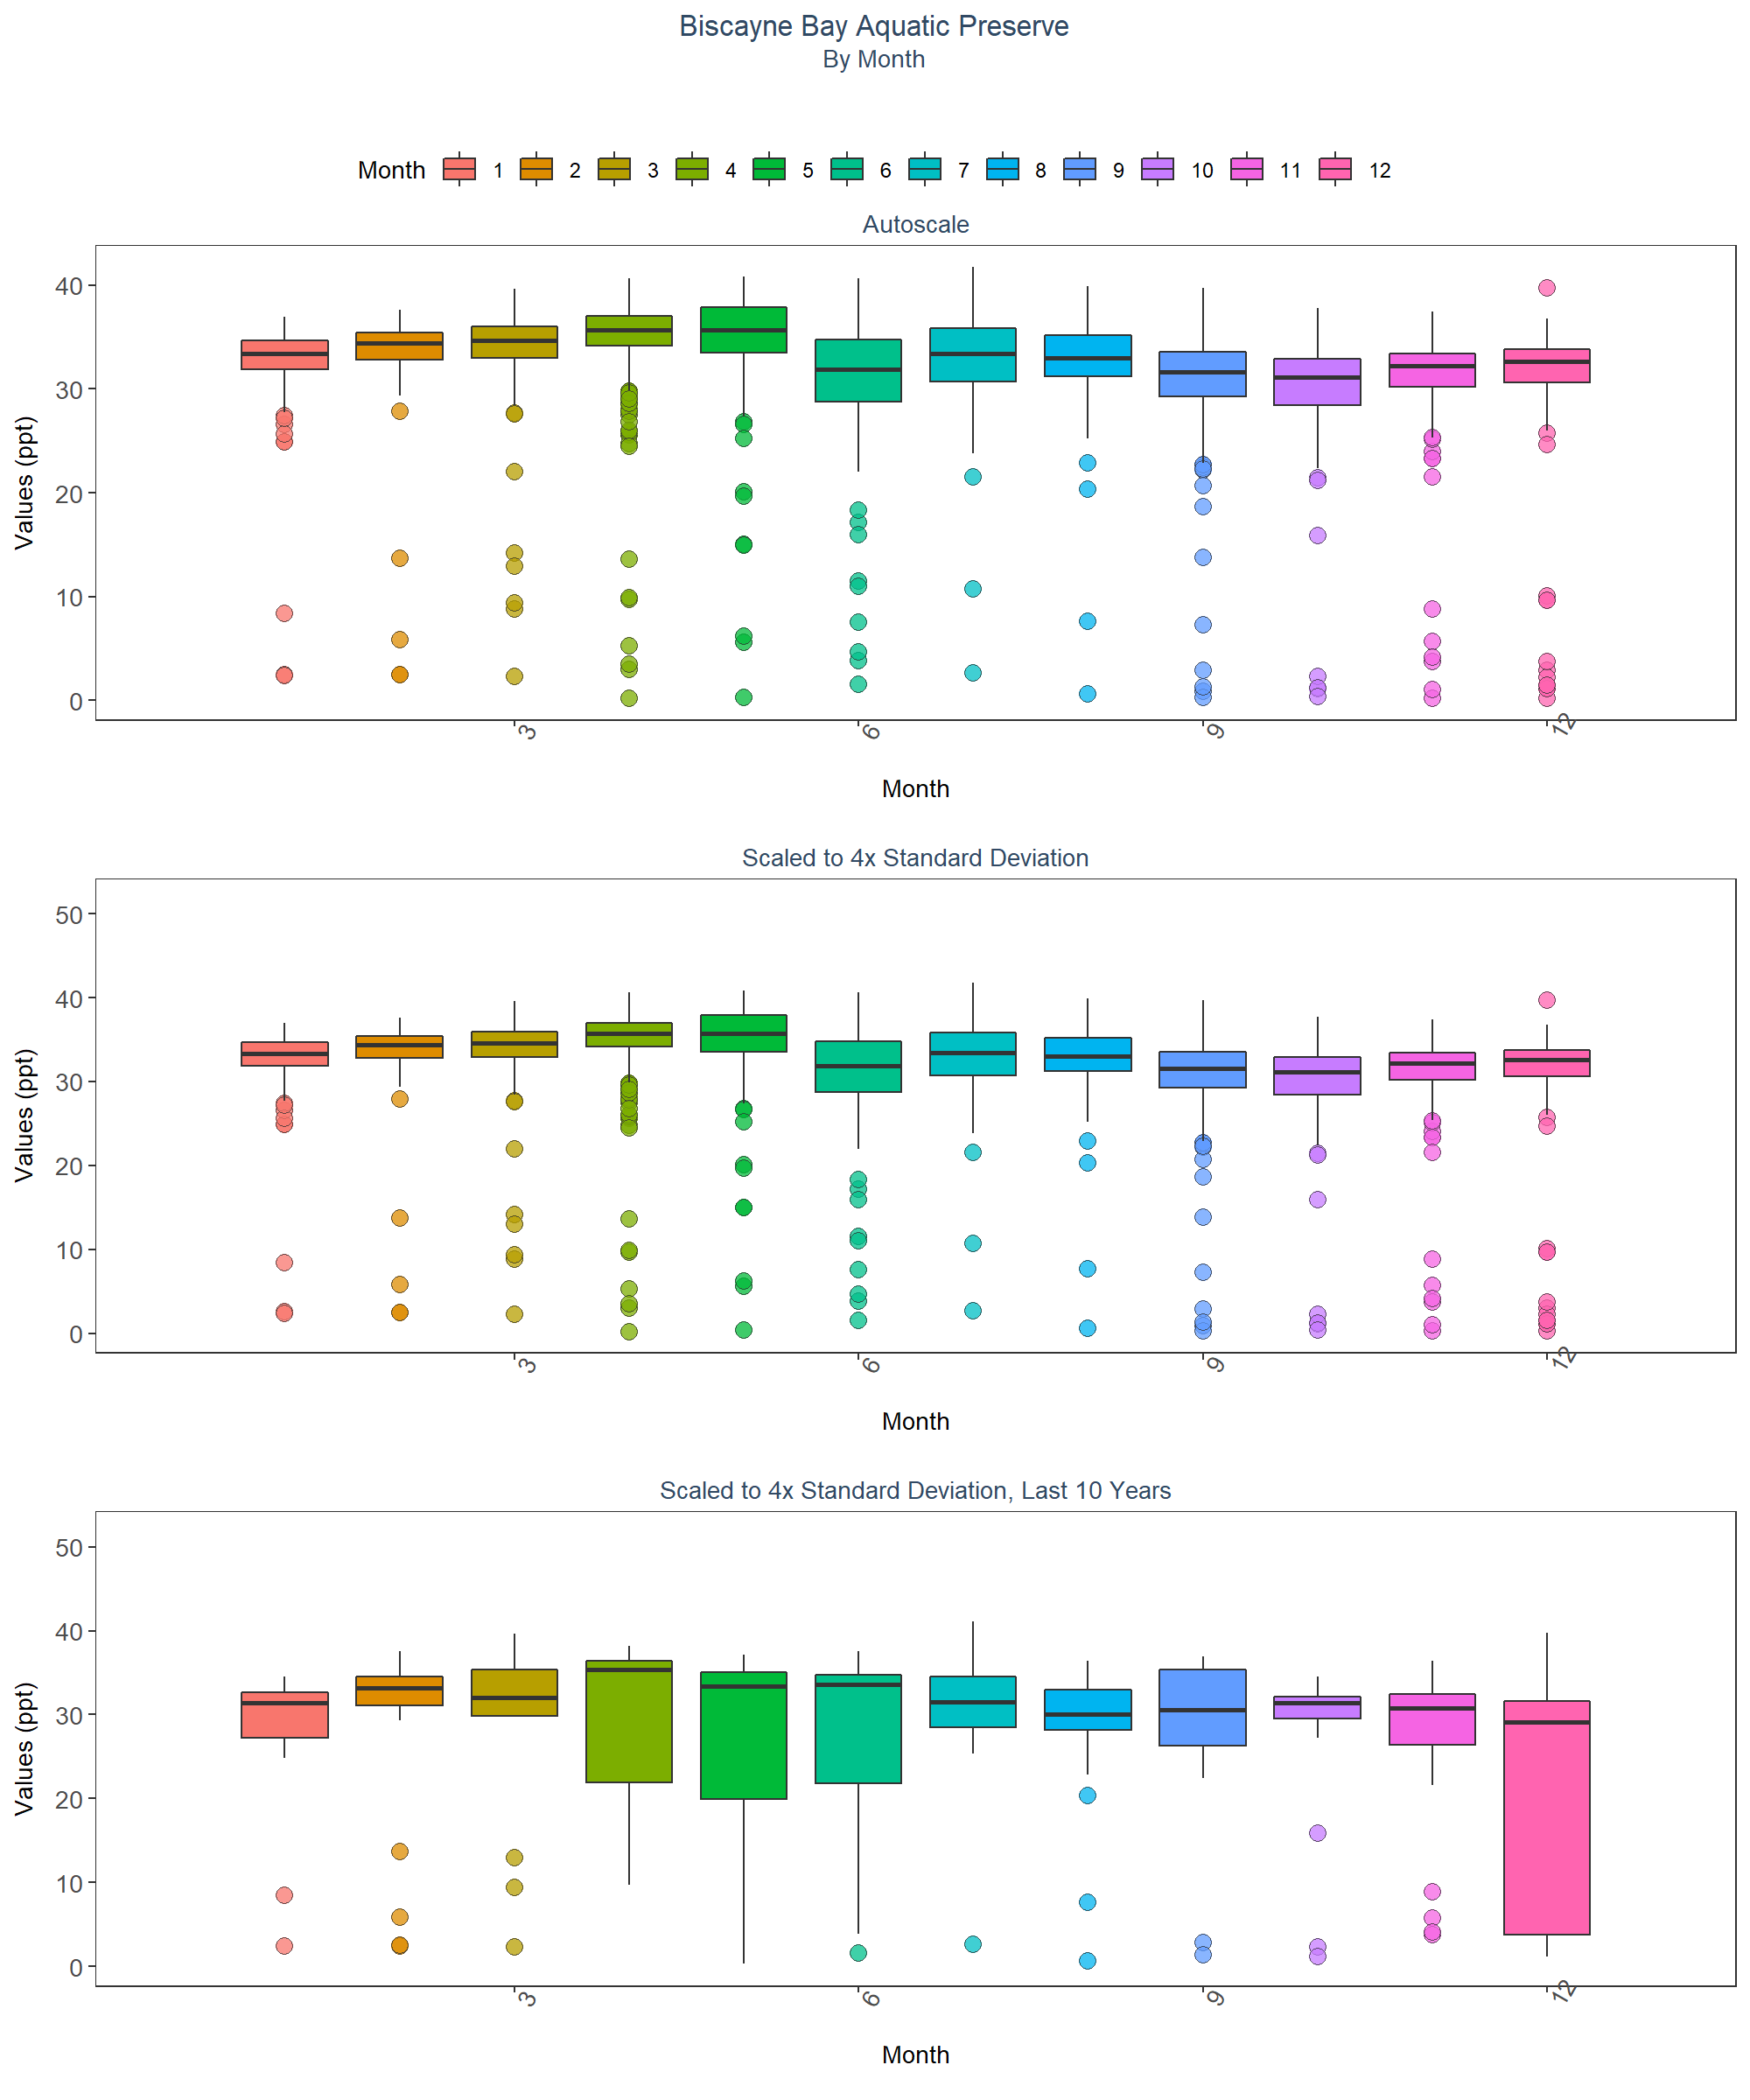 Biscayne Bay Aquatic Preserve
By Month
Month 1 2 3 4 5 6 7 8 9 10 11 12
Autoscale
Values (ppt)
40
30
20
10
0
3 6 9 12
Month
Scaled to 4x Standard Deviation
Values (ppt)
50
40
30
20
10
0
3 6 9 12
Month
Scaled to 4x Standard Deviation, Last 10 Years
Values (ppt)
50
40
30
20
10
0
3 6 9 12
Month